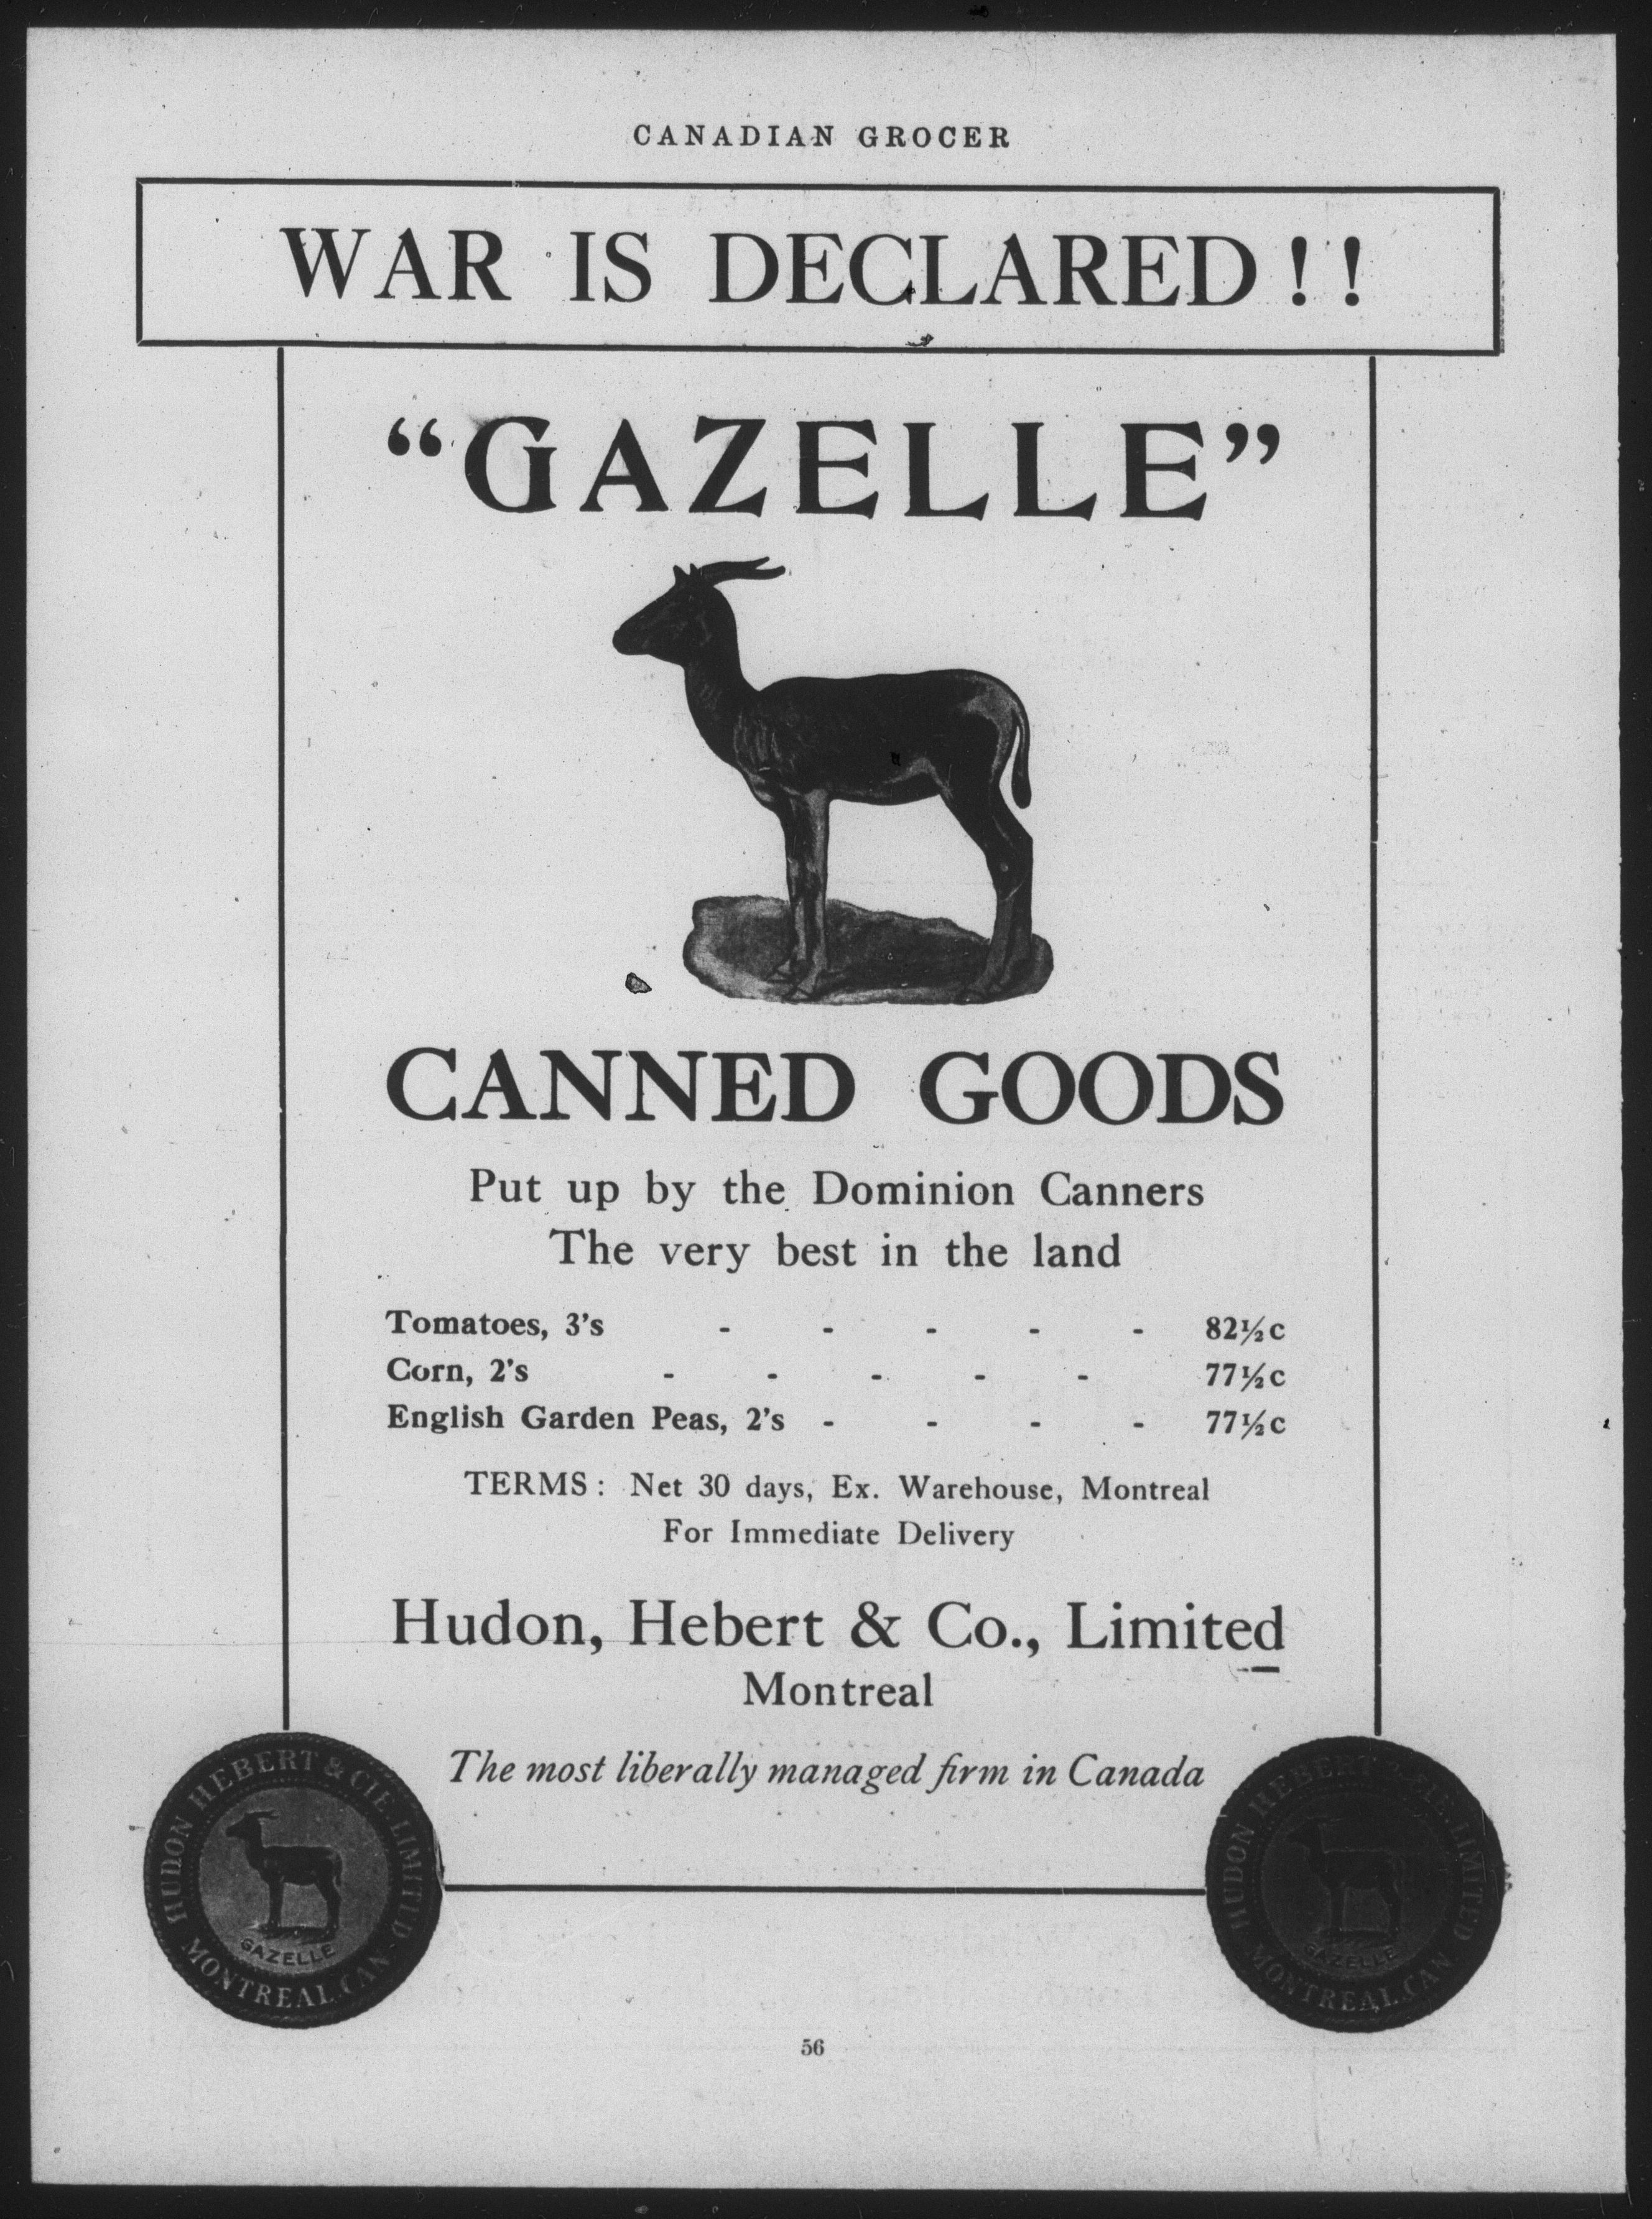 CANADIAN GROCER
WAR IS DECLARED!!
"GAZELLE"
CANNED GOODS
Put up by the Dominion Canners
The very best in the land
Tomatoes, 3's - - - - - 82½c
Corn, 2's - - - - - 77½c
English Garden Peas, 2's - - - - 77½c
TERMS: Net 30 days, Ex. Warehouse, Montreal
For Immediate Delivery
Hudon, Hebert & Co., Limited
Montreal
The most liberally managed firm in Canada
HUDON HEBERT & CIE. LIMITED
GAZELLE
MONTREAL. CAN
HUDON HEBERT & CIE. LIMITED
GAZELLE
MONTREAL. CAN
56